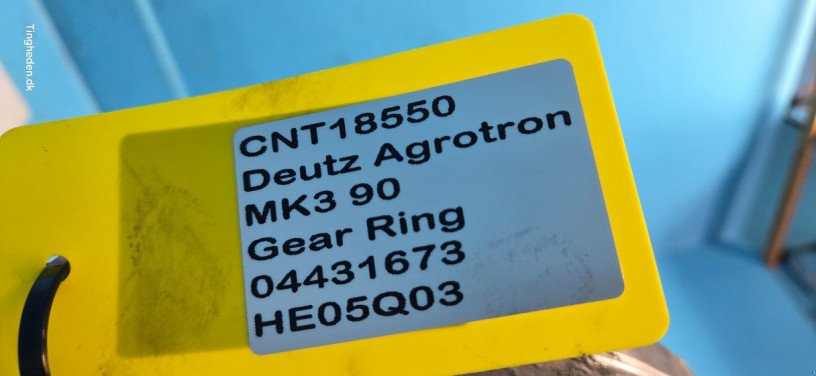 Tingheden.dk
CNT18550
Deutz Agrotron
MK3 90
Gear Ring
04431673
HE05Q03